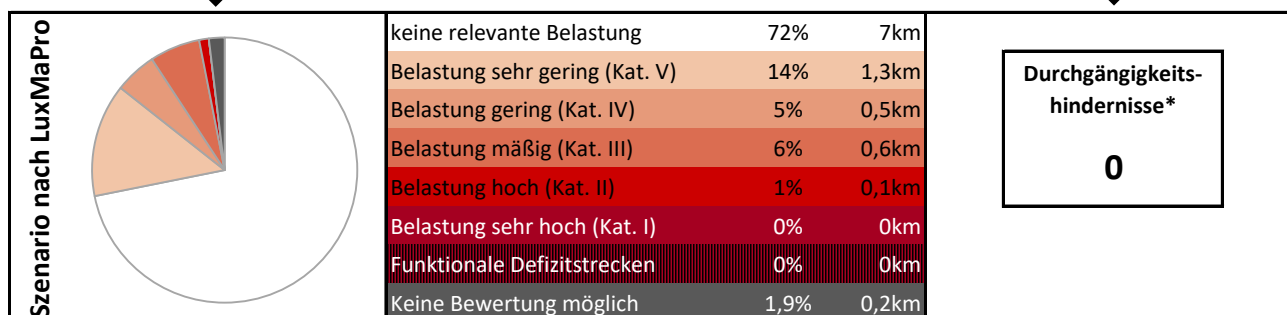 Szenario nach LuxMaPro
keine relevante Belastung 72% 7km
Belastung sehr gering (Kat. V) 14% 1,3km
Belastung gering (Kat. IV) 5% 0,5km
Belastung mäßig (Kat. III) 6% 0,6km
Belastung hoch (Kat. II) 1% 0,1km
Belastung sehr hoch (Kat. I) 0% 0km
Funktionale Defizitstrecken 0% 0km
Keine Bewertung möglich 1,9% 0,2km
Durchgängigkeits-
hindernisse*
0